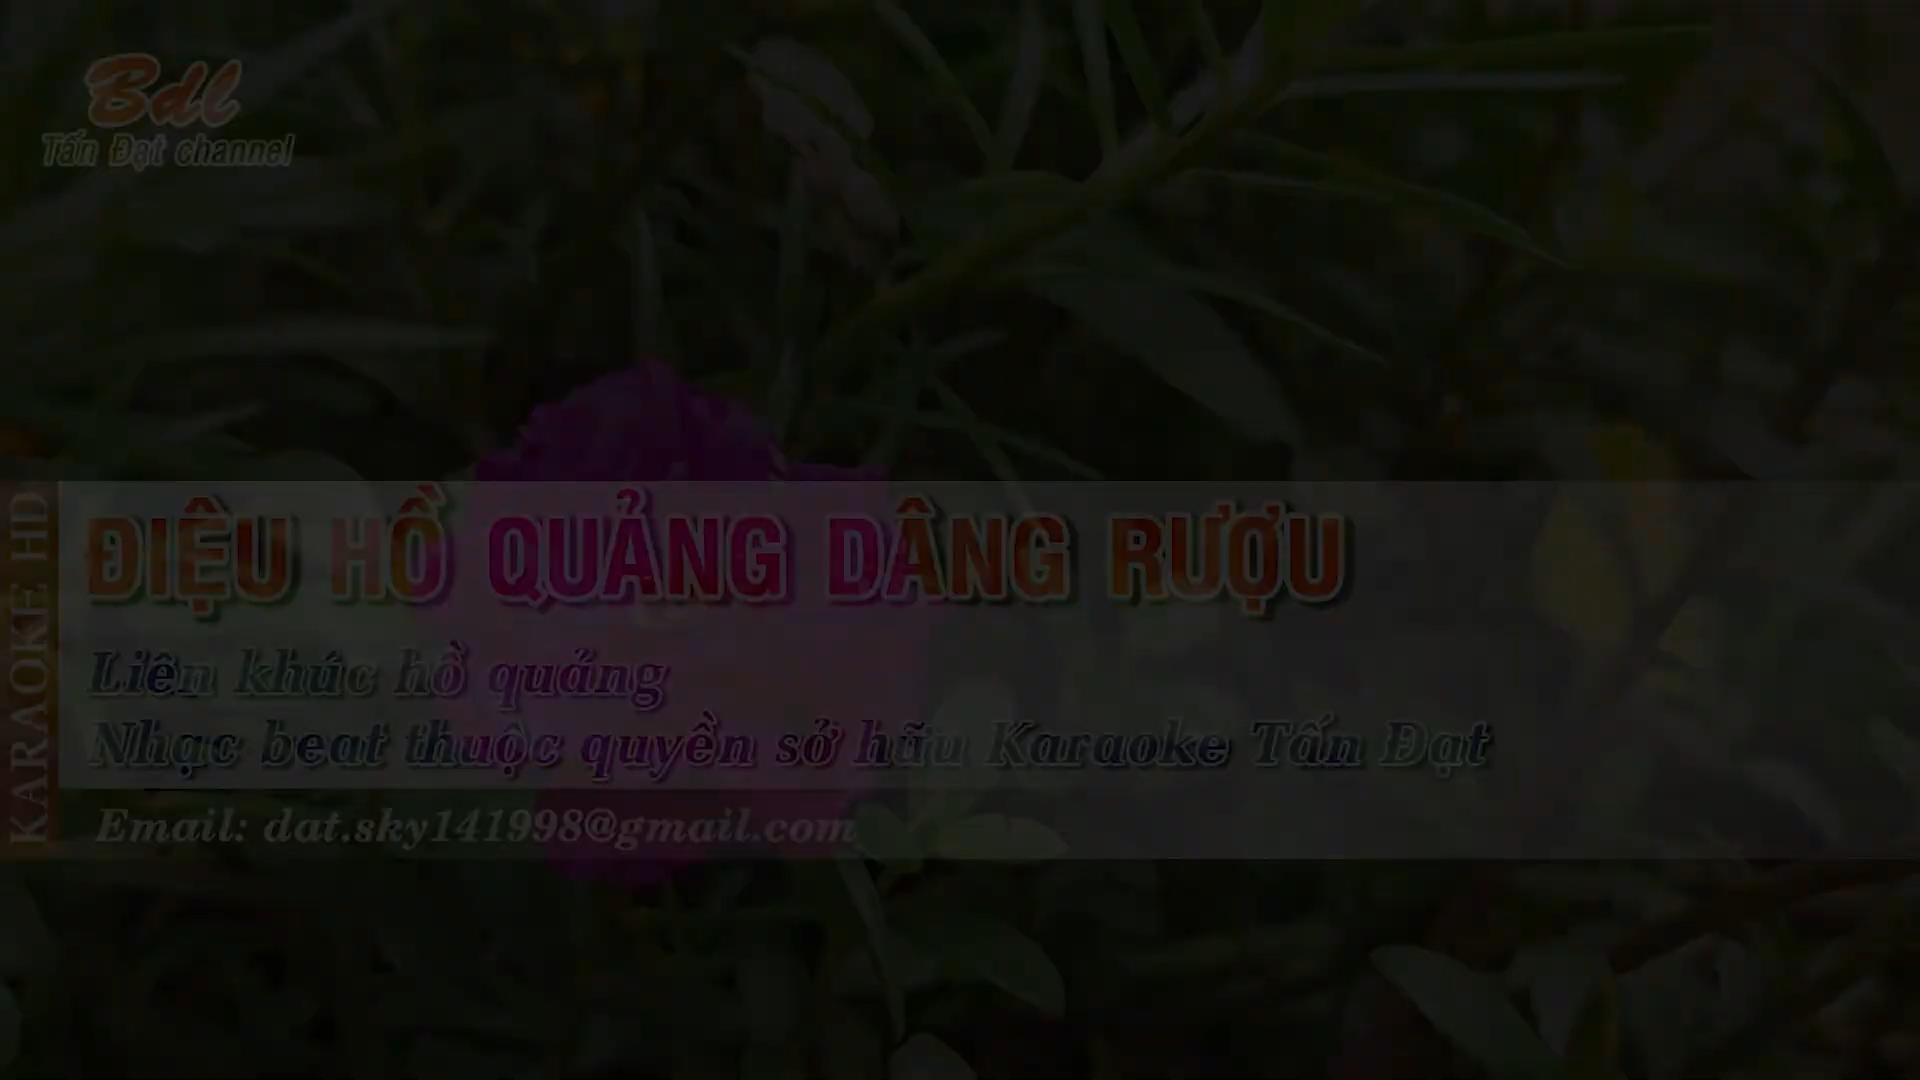 Bdl
Tấn Đạt channel
KARAOKE HD
ĐIỆU HỒ QUẢNG DÂNG RƯỢU
Liên khúc hồ quảng
Nhạc beat thuộc quyền sở hữu Karaoke Tấn Đạt
Email: dat.sky141998@gmail.com